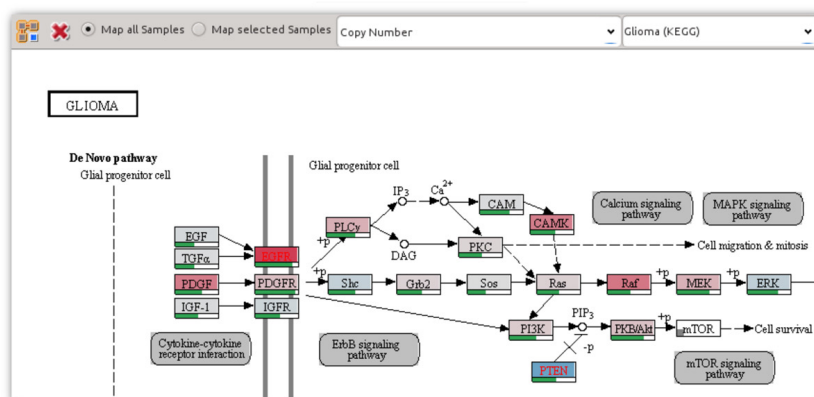 Map all Samples
Map selected Samples
Copy Number
Glioma (KEGG)
GLIOMA
De Novo pathway
Glial progenitor cell
Glial progenitor cell
IP3
Ca2+
CAM
Calcium signaling
pathway
MAPK signaling
pathway
PLCγ
CAMK
EGF
+p
DAG
PKC
Cell migration & mitosis
TGFα
EGFR
+p
PDGF
PDGFR
Shc
Grb2
Sos
Ras
Raf
+p
MEK
+p
ERK
IGF-1
IGFR
PIP3
PI3K
PKB/Akt
+p
mTOR
Cell survival
Cytokine-cytokine
receptor inferaction
ErbB signaling
pathway
-p
PTEN
mTOR signaling
pathway